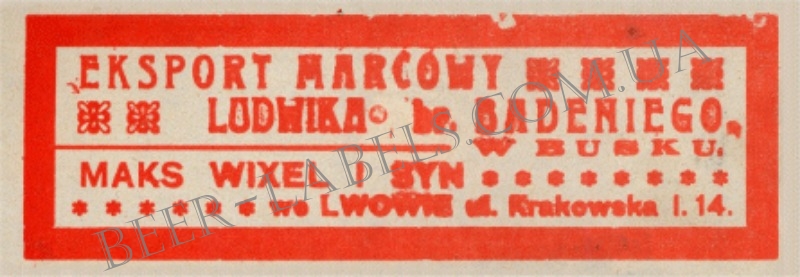 EKSPORT MARCOWY
LUDWIKA hr. BADENIEGO
W BUSKU.
MAKS WIXEL I SYN
we LWOWIE ul. Krakowska l. 14.
BEER-LABELS.COM.UA